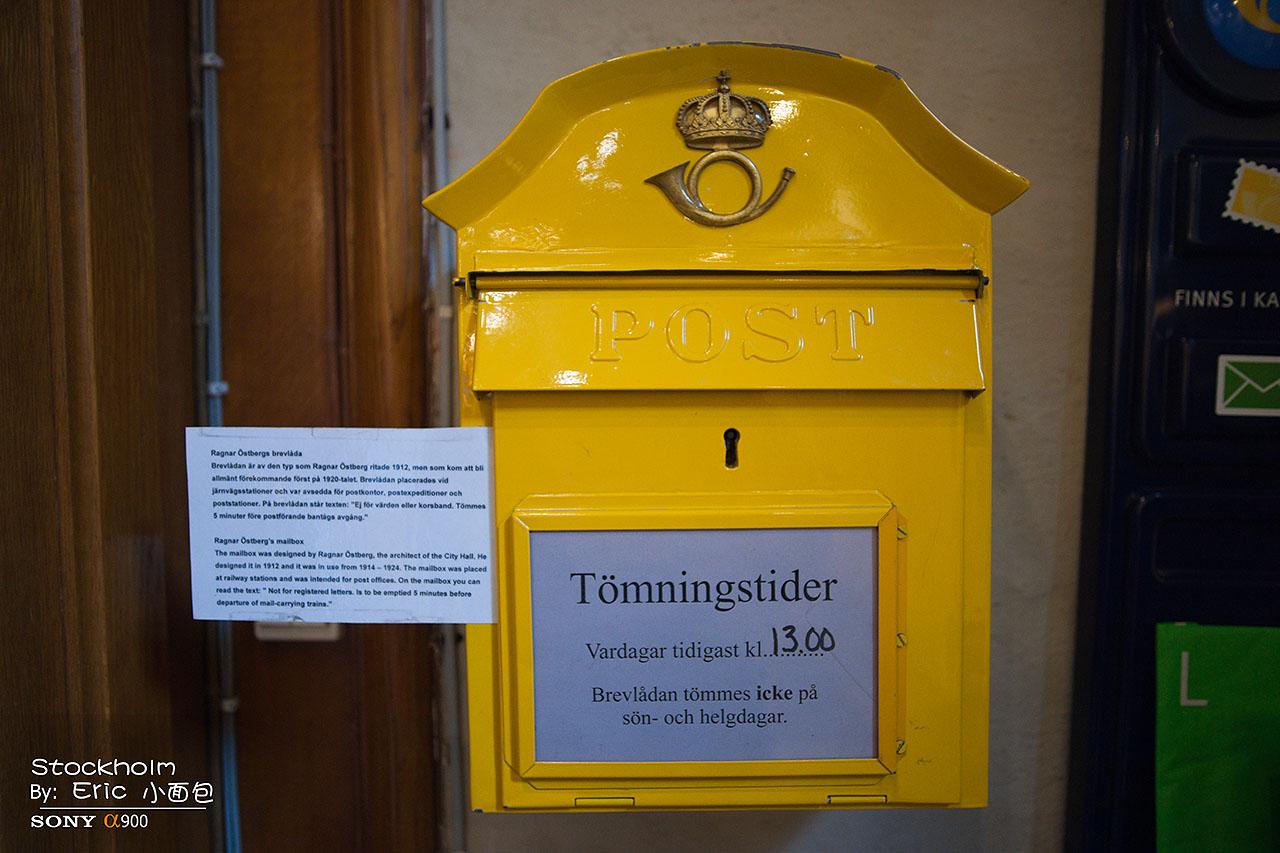 POST
Ragnar Östbergs brevlåda
Brevlådan är av den typ som Ragnar Östberg ritade 1912, men som kom att bli
allmänt förekommande först på 1920-talet. Brevlådan placerades vid
järnvägsstationer och var avsedda för postkontor, postexpeditioner och
poststationer. På brevlådan står texten: "Ej för värden eller korsband. Tömmes
5 minuter före postförande bantågs avgång."
Ragnar Östberg's mailbox
The mailbox was designed by Ragnar Östberg, the architect of the City Hall. He
designed it in 1912 and it was in use from 1914 – 1924. The mailbox was placed
at railway stations and was intended for post offices. On the mailbox you can
read the text: " Not for registered letters. Is to be emptied 5 minutes before
departure of mail-carrying trains."
Tömningstider
Vardagar tidigast kl. 13.00
Brevlådan tömmes icke på
sön- och helgdagar.
FINNS I KA
L
Stockholm
By: Eric 小面包
SONY α900